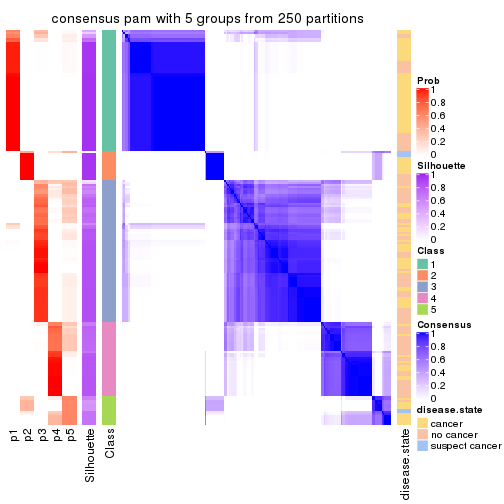 consensus pam with 5 groups from 250 partitions
Prob
1
0.8
0.6
0.4
0.2
0
Silhouette
1
0.8
0.6
0.4
0.2
0
Class
1
2
3
4
5
Consensus
1
0.8
0.6
0.4
0.2
0
disease.state
cancer
no cancer
suspect cancer
p1
p2
p3
p4
p5
Silhouette
Class
disease.state